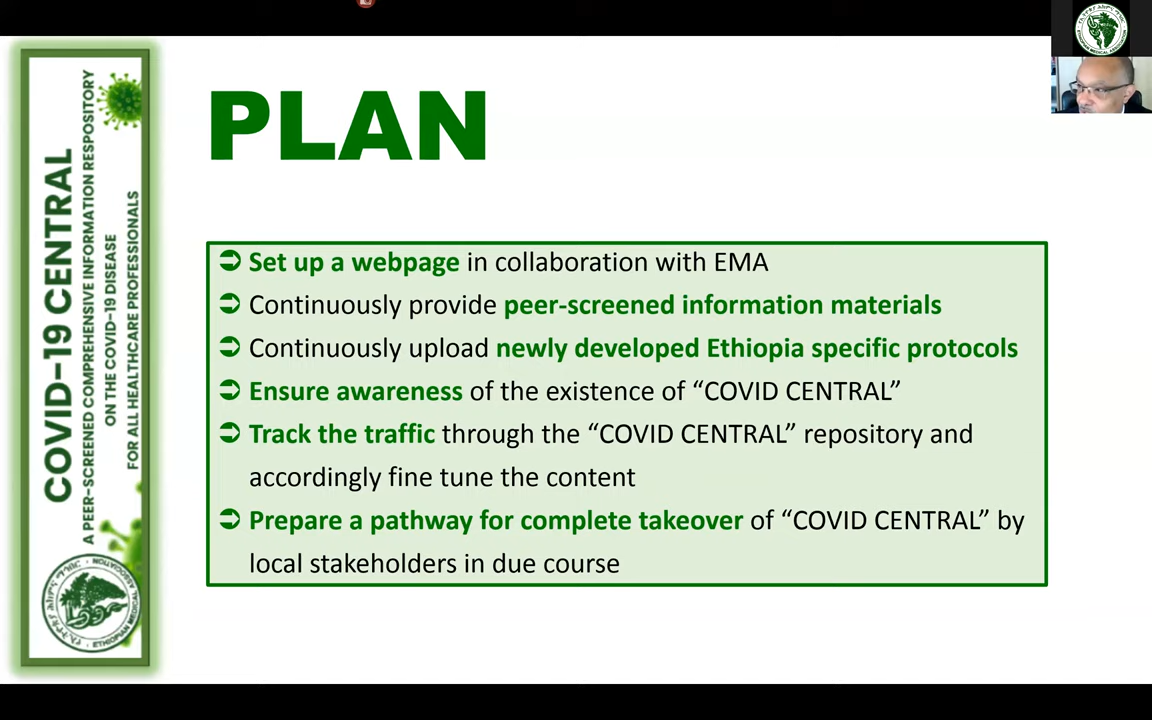 PLAN
Set up a webpage in collaboration with EMA
Continuously provide peer-screened information materials
Continuously upload newly developed Ethiopia specific protocols
Ensure awareness of the existence of “COVID CENTRAL”
Track the traffic through the “COVID CENTRAL” repository and
accordingly fine tune the content
Prepare a pathway for complete takeover of “COVID CENTRAL” by
local stakeholders in due course
COVID-19 CENTRAL
A PEER-SCREENED COMPREHENSIVE INFORMATION RESPOSITORY
ON THE COVID-19 DISEASE
FOR ALL HEALTHCARE PROFESSIONALS
ETHIOPIAN MEDICAL ASSOCIATION